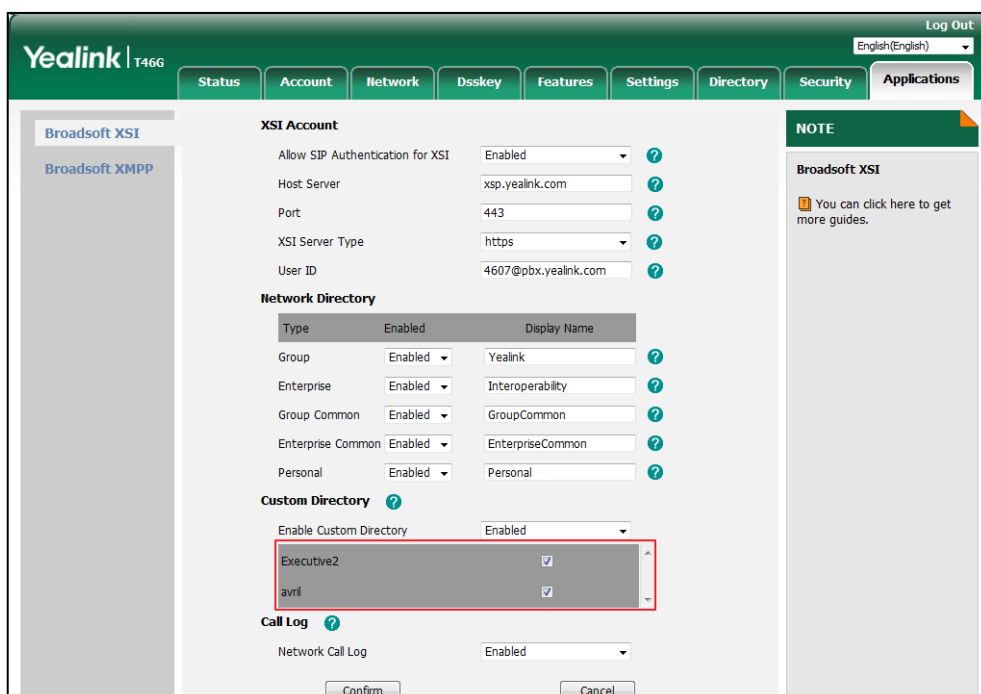 Log Out
Yealink | T46G
English(English)
Status Account Network Dsskey Features Settings Directory Security Applications
Broadsoft XSI
Broadsoft XMPP
XSI Account
Allow SIP Authentication for XSI Enabled ?
Host Server xsp.yealink.com ?
Port 443 ?
XSI Server Type https ?
User ID 4607@pbx.yealink.com ?
Network Directory
Type Enabled Display Name
Group Enabled Yealink ?
Enterprise Enabled Interoperability ?
Group Common Enabled GroupCommon ?
Enterprise Common Enabled EnterpriseCommon ?
Personal Enabled Personal ?
Custom Directory ?
Enable Custom Directory Enabled
Executive2
avril
Call Log ?
Network Call Log Enabled
Confirm Cancel
NOTE
Broadsoft XSI
? You can click here to get
more guides.